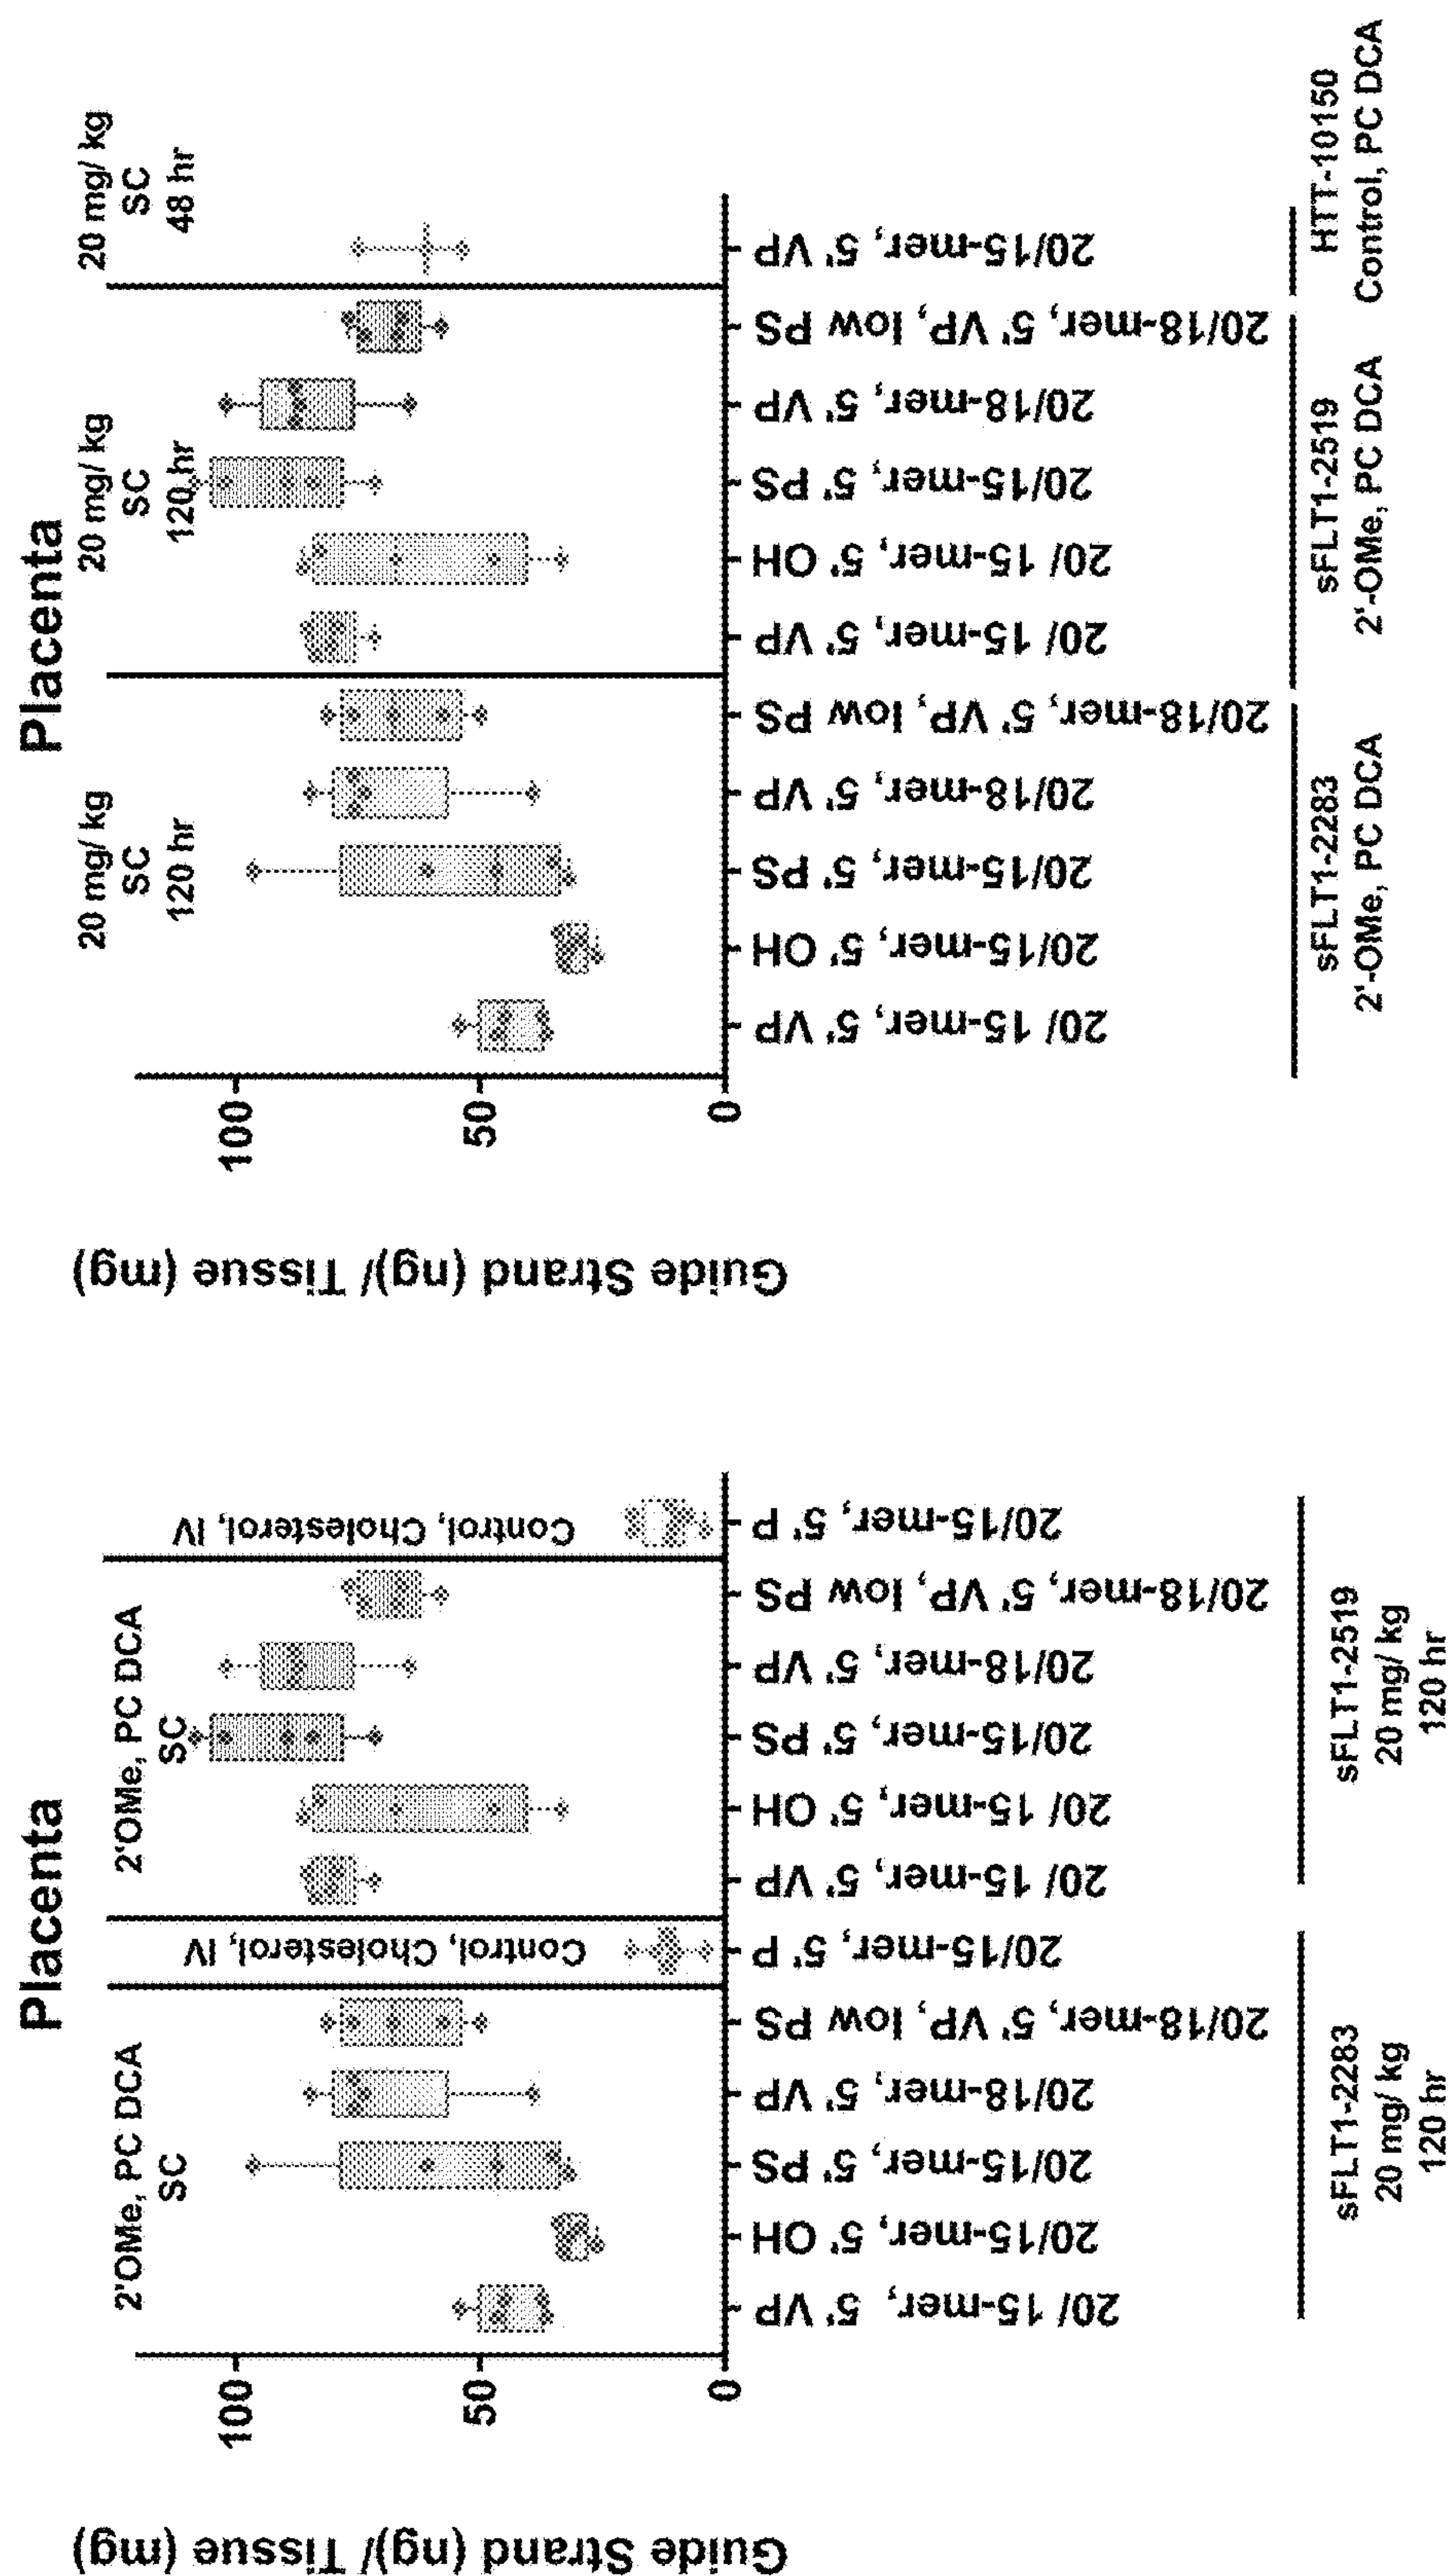 Placenta
2'OMe, PC DCA
SC
Control, Cholesterol, IV
2'OMe, PC DCA
SC
Control, Cholesterol, IV
Guide Strand (ng)/ Tissue (mg)
100
50
0
20/ 15-mer, 5' VP
20/15-mer, 5' OH
20/15-mer, 5' PS
20/18-mer, 5' VP
20/18-mer, 5' VP, low PS
20/15-mer, 5' P
20/ 15-mer, 5' VP
20/ 15-mer, 5' OH
20/15-mer, 5' PS
20/18-mer, 5' VP
20/18-mer, 5' VP, low PS
20/15-mer, 5' P
sFLT1-2283
20 mg/ kg
120 hr
sFLT1-2519
20 mg/ kg
120 hr
Placenta
20 mg/ kg
SC
120 hr
20 mg/ kg
SC
120 hr
20 mg/ kg
SC
48 hr
Guide Strand (ng)/ Tissue (mg)
100
50
0
20/ 15-mer, 5' VP
20/15-mer, 5' OH
20/15-mer, 5' PS
20/18-mer, 5' VP
20/18-mer, 5' VP, low PS
20/ 15-mer, 5' VP
20/ 15-mer, 5' OH
20/15-mer, 5' PS
20/18-mer, 5' VP
20/18-mer, 5' VP, low PS
20/15-mer, 5' VP
sFLT1-2283
2'-OMe, PC DCA
sFLT1-2519
2'-OMe, PC DCA
HTT-10150
Control, PC DCA